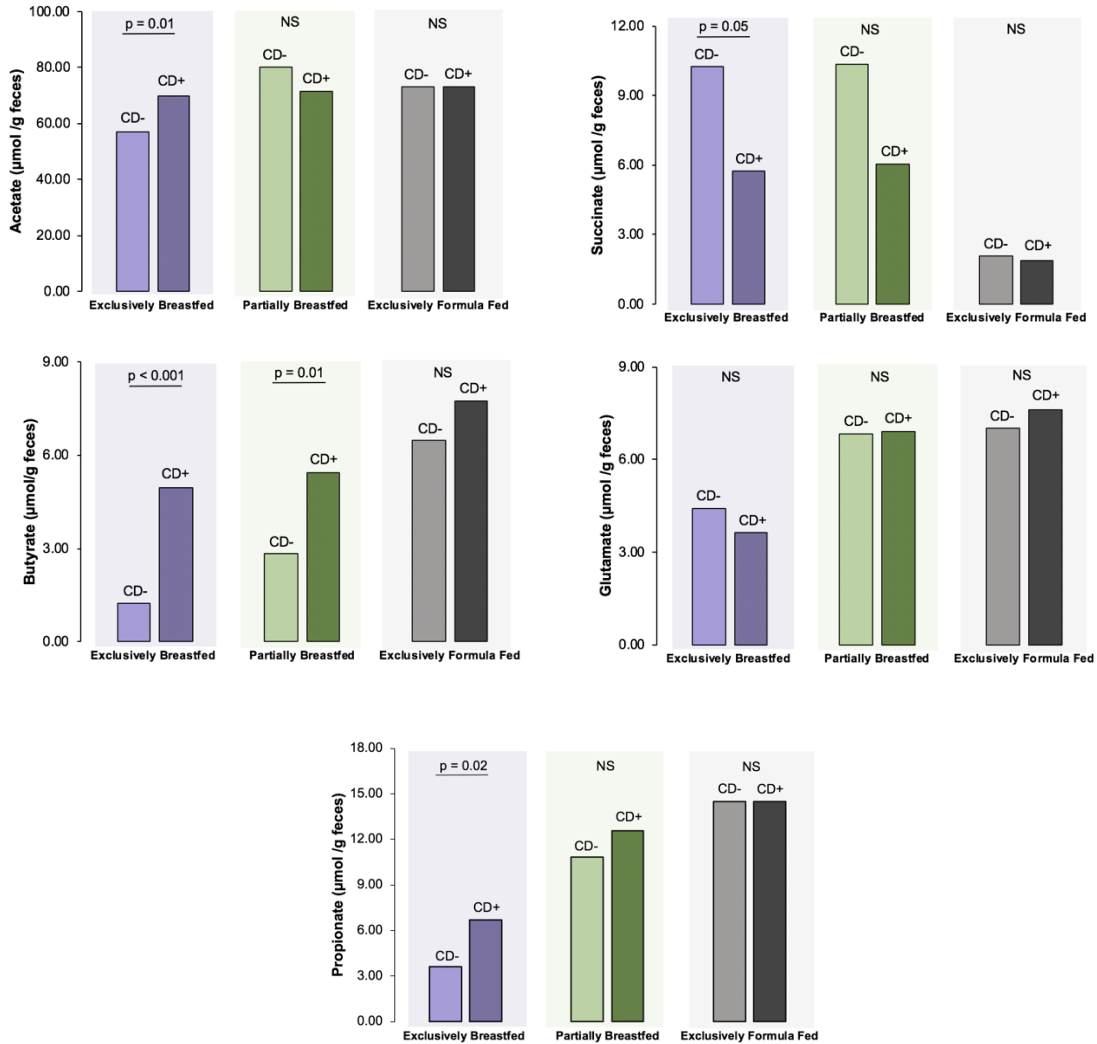 Acetate (µmol /g feces)
100.00
80.00
60.00
40.00
20.00
0.00
p = 0.01
CD-
CD+
Exclusively Breastfed
NS
CD-
CD+
Partially Breastfed
NS
CD-
CD+
Exclusively Formula Fed
Succinate (µmol /g feces)
12.00
9.00
6.00
3.00
0.00
p = 0.05
CD-
CD+
Exclusively Breastfed
NS
CD-
CD+
Partially Breastfed
NS
CD-
CD+
Exclusively Formula Fed
Butyrate (µmol/g feces)
9.00
6.00
3.00
0.00
p < 0.001
CD-
CD+
Exclusively Breastfed
p = 0.01
CD-
CD+
Partially Breastfed
NS
CD-
CD+
Exclusively Formula Fed
Glutamate (µmol /g feces)
9.00
6.00
3.00
0.00
NS
CD-
CD+
Exclusively Breastfed
NS
CD-
CD+
Partially Breastfed
NS
CD-
CD+
Exclusively Formula Fed
Propionate (µmol /g feces)
18.00
15.00
12.00
9.00
6.00
3.00
0.00
p = 0.02
CD-
CD+
Exclusively Breastfed
NS
CD-
CD+
Partially Breastfed
NS
CD-
CD+
Exclusively Formula Fed